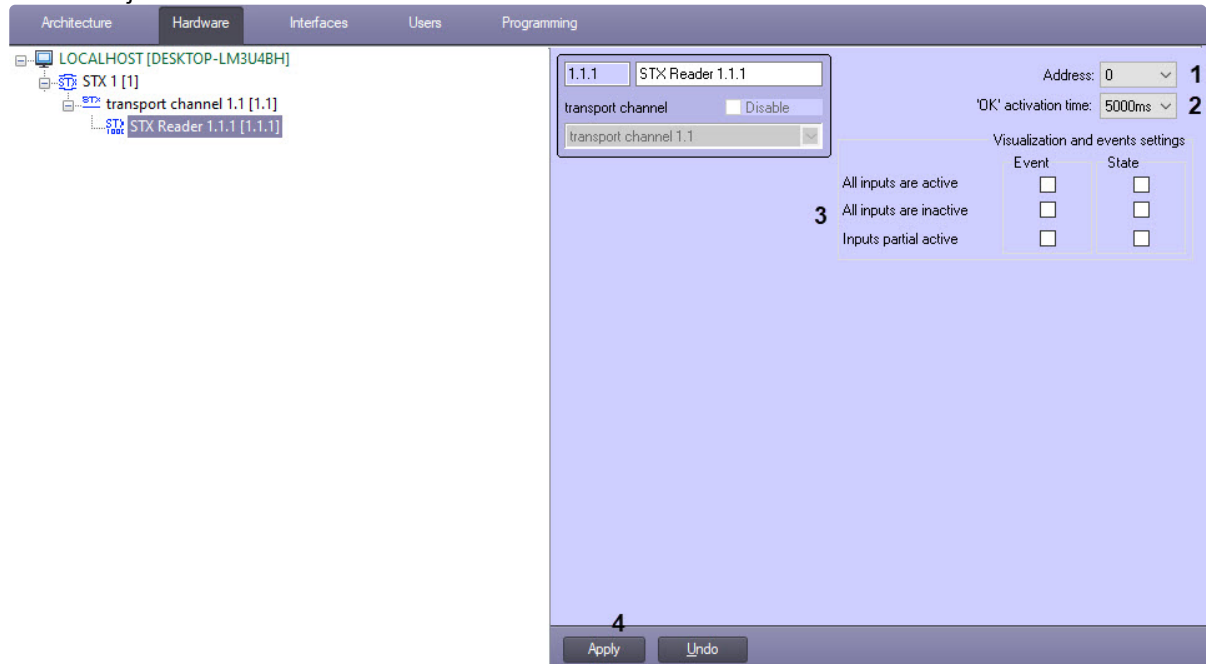 Architecture Hardware Interfaces Users Programming
LOCALHOST [DESKTOP-LM3U4BH]
STX 1 [1]
transport channel 1.1 [1.1]
STX Reader 1.1.1 [1.1.1]
1.1.1 STX Reader 1.1.1
transport channel Disable
transport channel 1.1
Address: 0 1
'OK' activation time: 5000ms 2
Visualization and events settings
Event State
All inputs are active
3 All inputs are inactive
Inputs partial active
4
Apply Undo